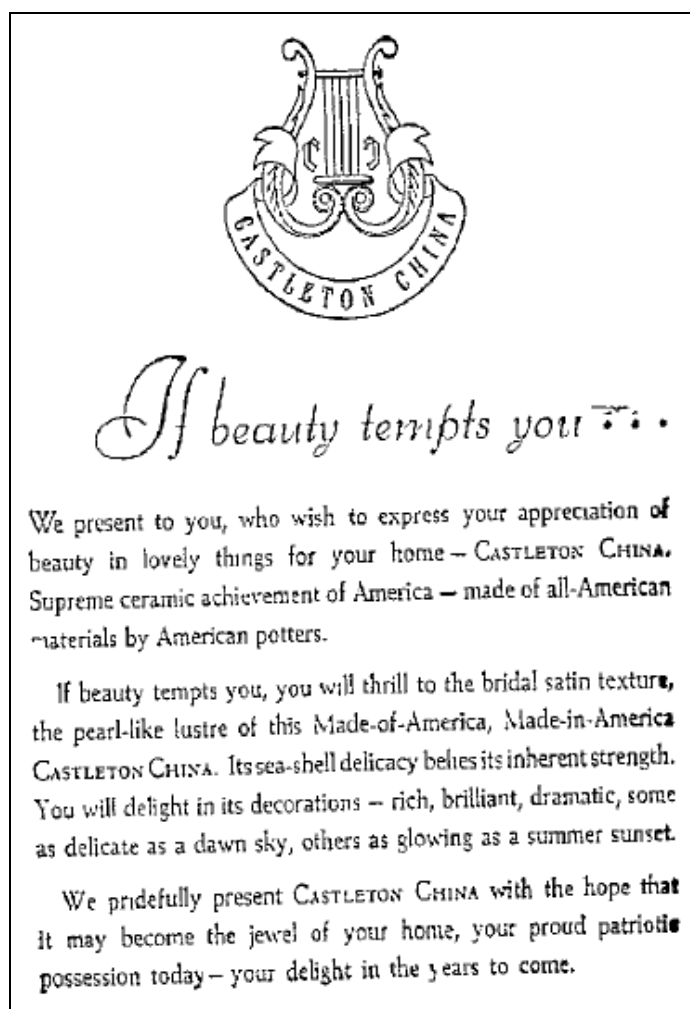 CASTLETON CHINA
If beauty tempts you . . .
We present to you, who wish to express your appreciation of
beauty in lovely things for your home – CASTLETON CHINA.
Supreme ceramic achievement of America – made of all-American
materials by American potters.
If beauty tempts you, you will thrill to the bridal satin texture,
the pearl-like lustre of this Made-of-America, Made-in-America
CASTLETON CHINA. Its sea-shell delicacy belies its inherent strength.
You will delight in its decorations – rich, brilliant, dramatic, some
as delicate as a dawn sky, others as glowing as a summer sunset.
We pridefully present CASTLETON CHINA with the hope that
it may become the jewel of your home, your proud patriotic
possession today – your delight in the years to come.